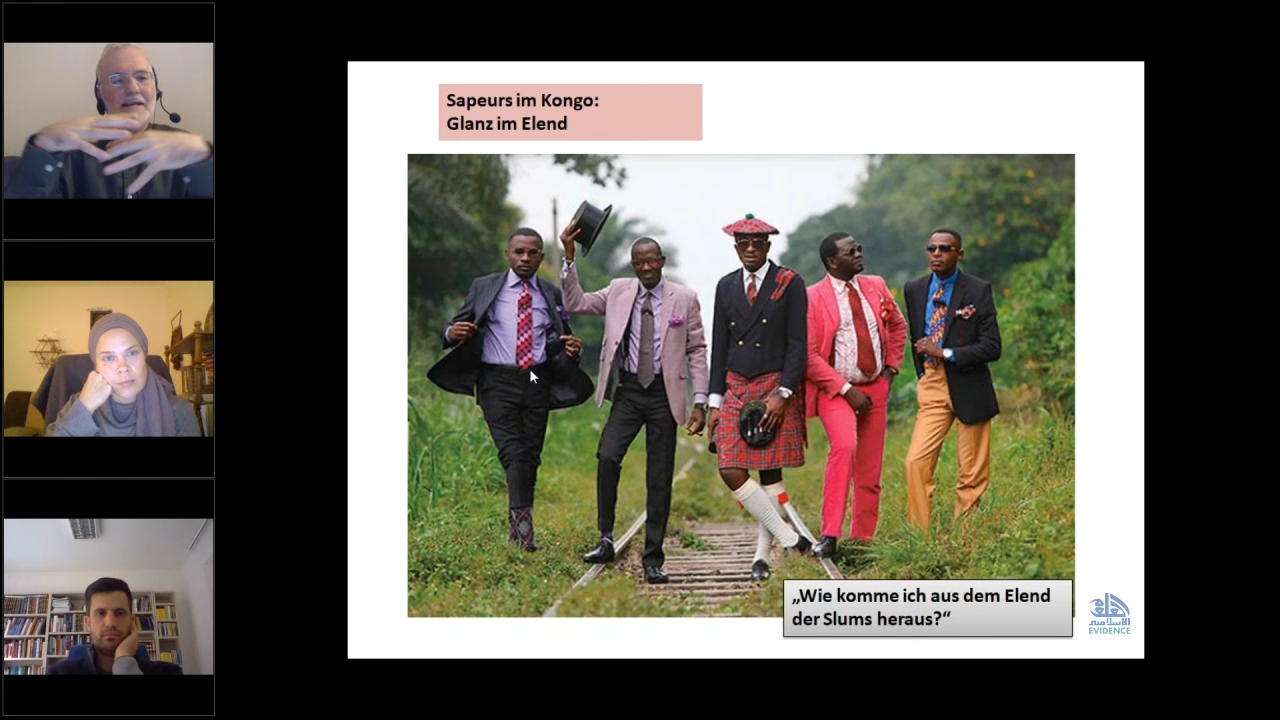 Sapeurs im Kongo:
Glanz im Elend
„Wie komme ich aus dem Elend
der Slums heraus?“
EVIDENCE